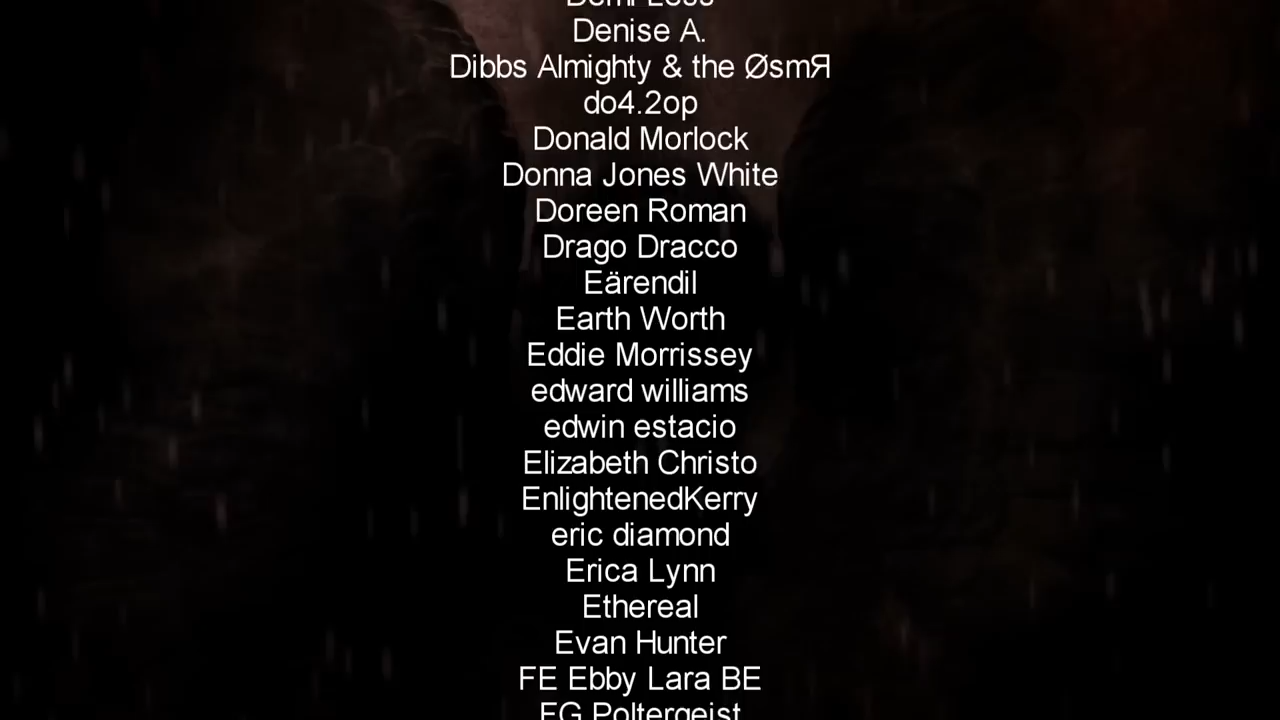 Denise A.
Dibbs Almighty & the ØsmЯ
do4.2op
Donald Morlock
Donna Jones White
Doreen Roman
Drago Dracco
Eärendil
Earth Worth
Eddie Morrissey
edward williams
edwin estacio
Elizabeth Christo
EnlightenedKerry
eric diamond
Erica Lynn
Ethereal
Evan Hunter
FE Ebby Lara BE
FG Poltergeist